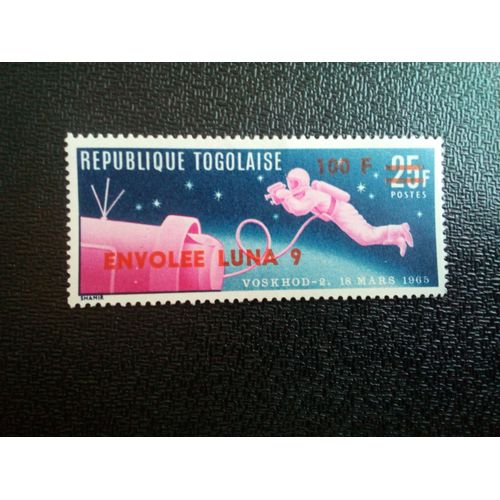 REPUBLIQUE TOGOLAISE
100 F 25F
POSTES
ENVOLEE LUNA 9
VOSKHOD-2. 18 MARS 1965
SHAMIR